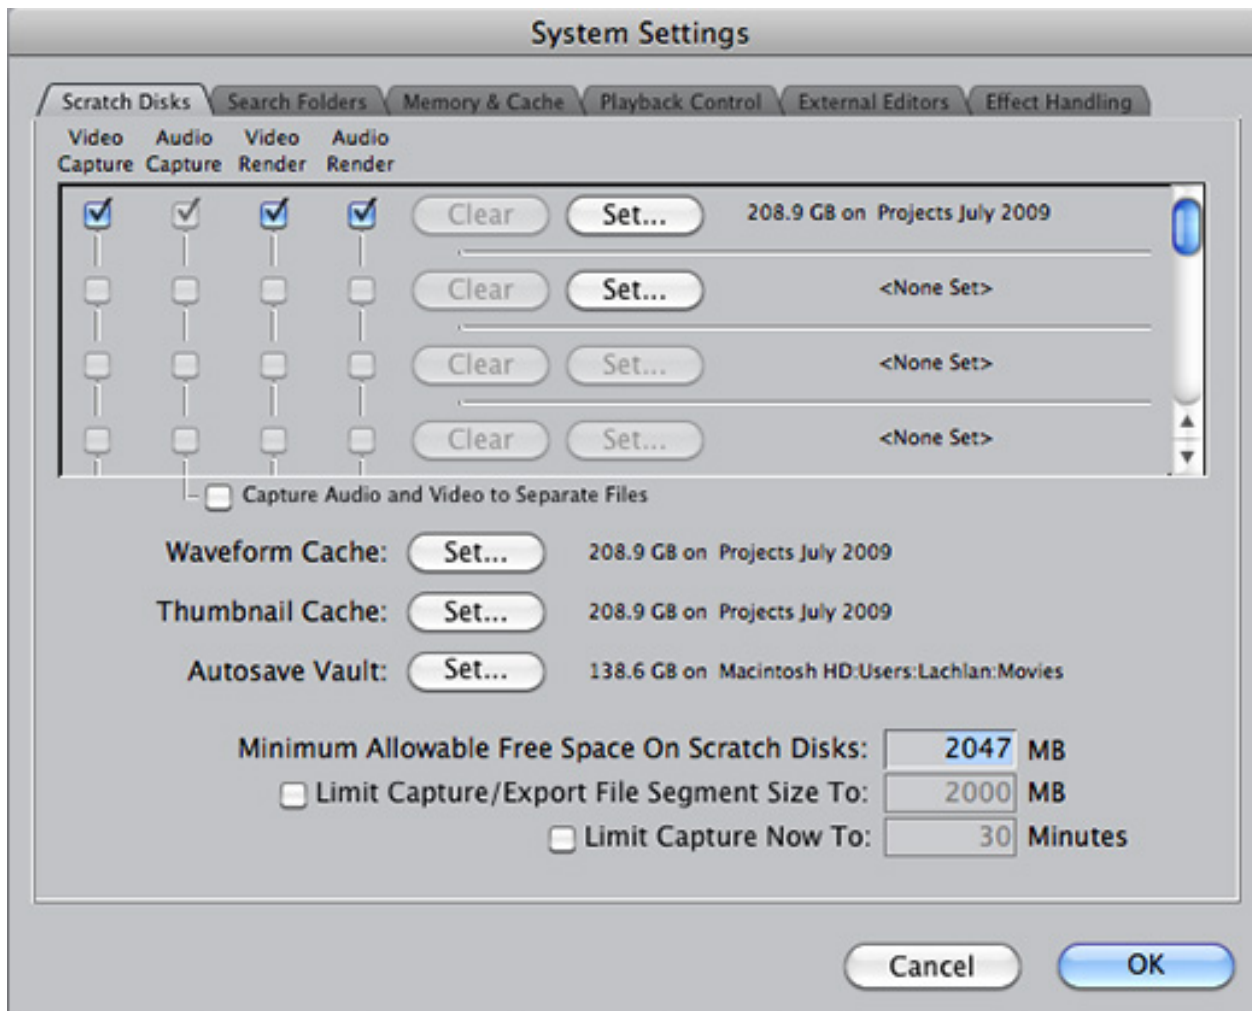 System Settings
Scratch Disks Search Folders Memory & Cache Playback Control External Editors Effect Handling
Video Audio Video Audio
Capture Capture Render Render
Clear Set... 208.9 GB on Projects July 2009
Clear Set... <None Set>
Clear Set... <None Set>
Clear Set... <None Set>
Capture Audio and Video to Separate Files
Waveform Cache: Set... 208.9 GB on Projects July 2009
Thumbnail Cache: Set... 208.9 GB on Projects July 2009
Autosave Vault: Set... 138.6 GB on Macintosh HD:Users:Lachlan:Movies
Minimum Allowable Free Space On Scratch Disks: 2047 MB
Limit Capture/Export File Segment Size To: 2000 MB
Limit Capture Now To: 30 Minutes
Cancel OK